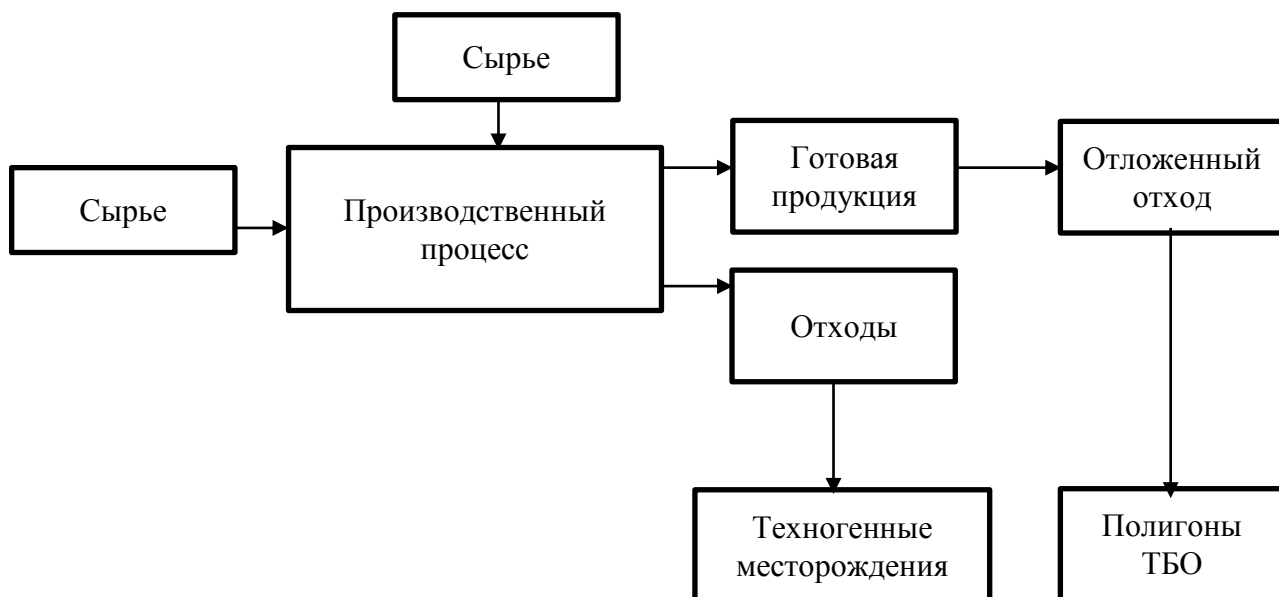 Сырье
Сырье
Производственный
процесс
Готовая
продукция
Отложенный
отход
Отходы
Техногенные
месторождения
Полигоны
ТБО